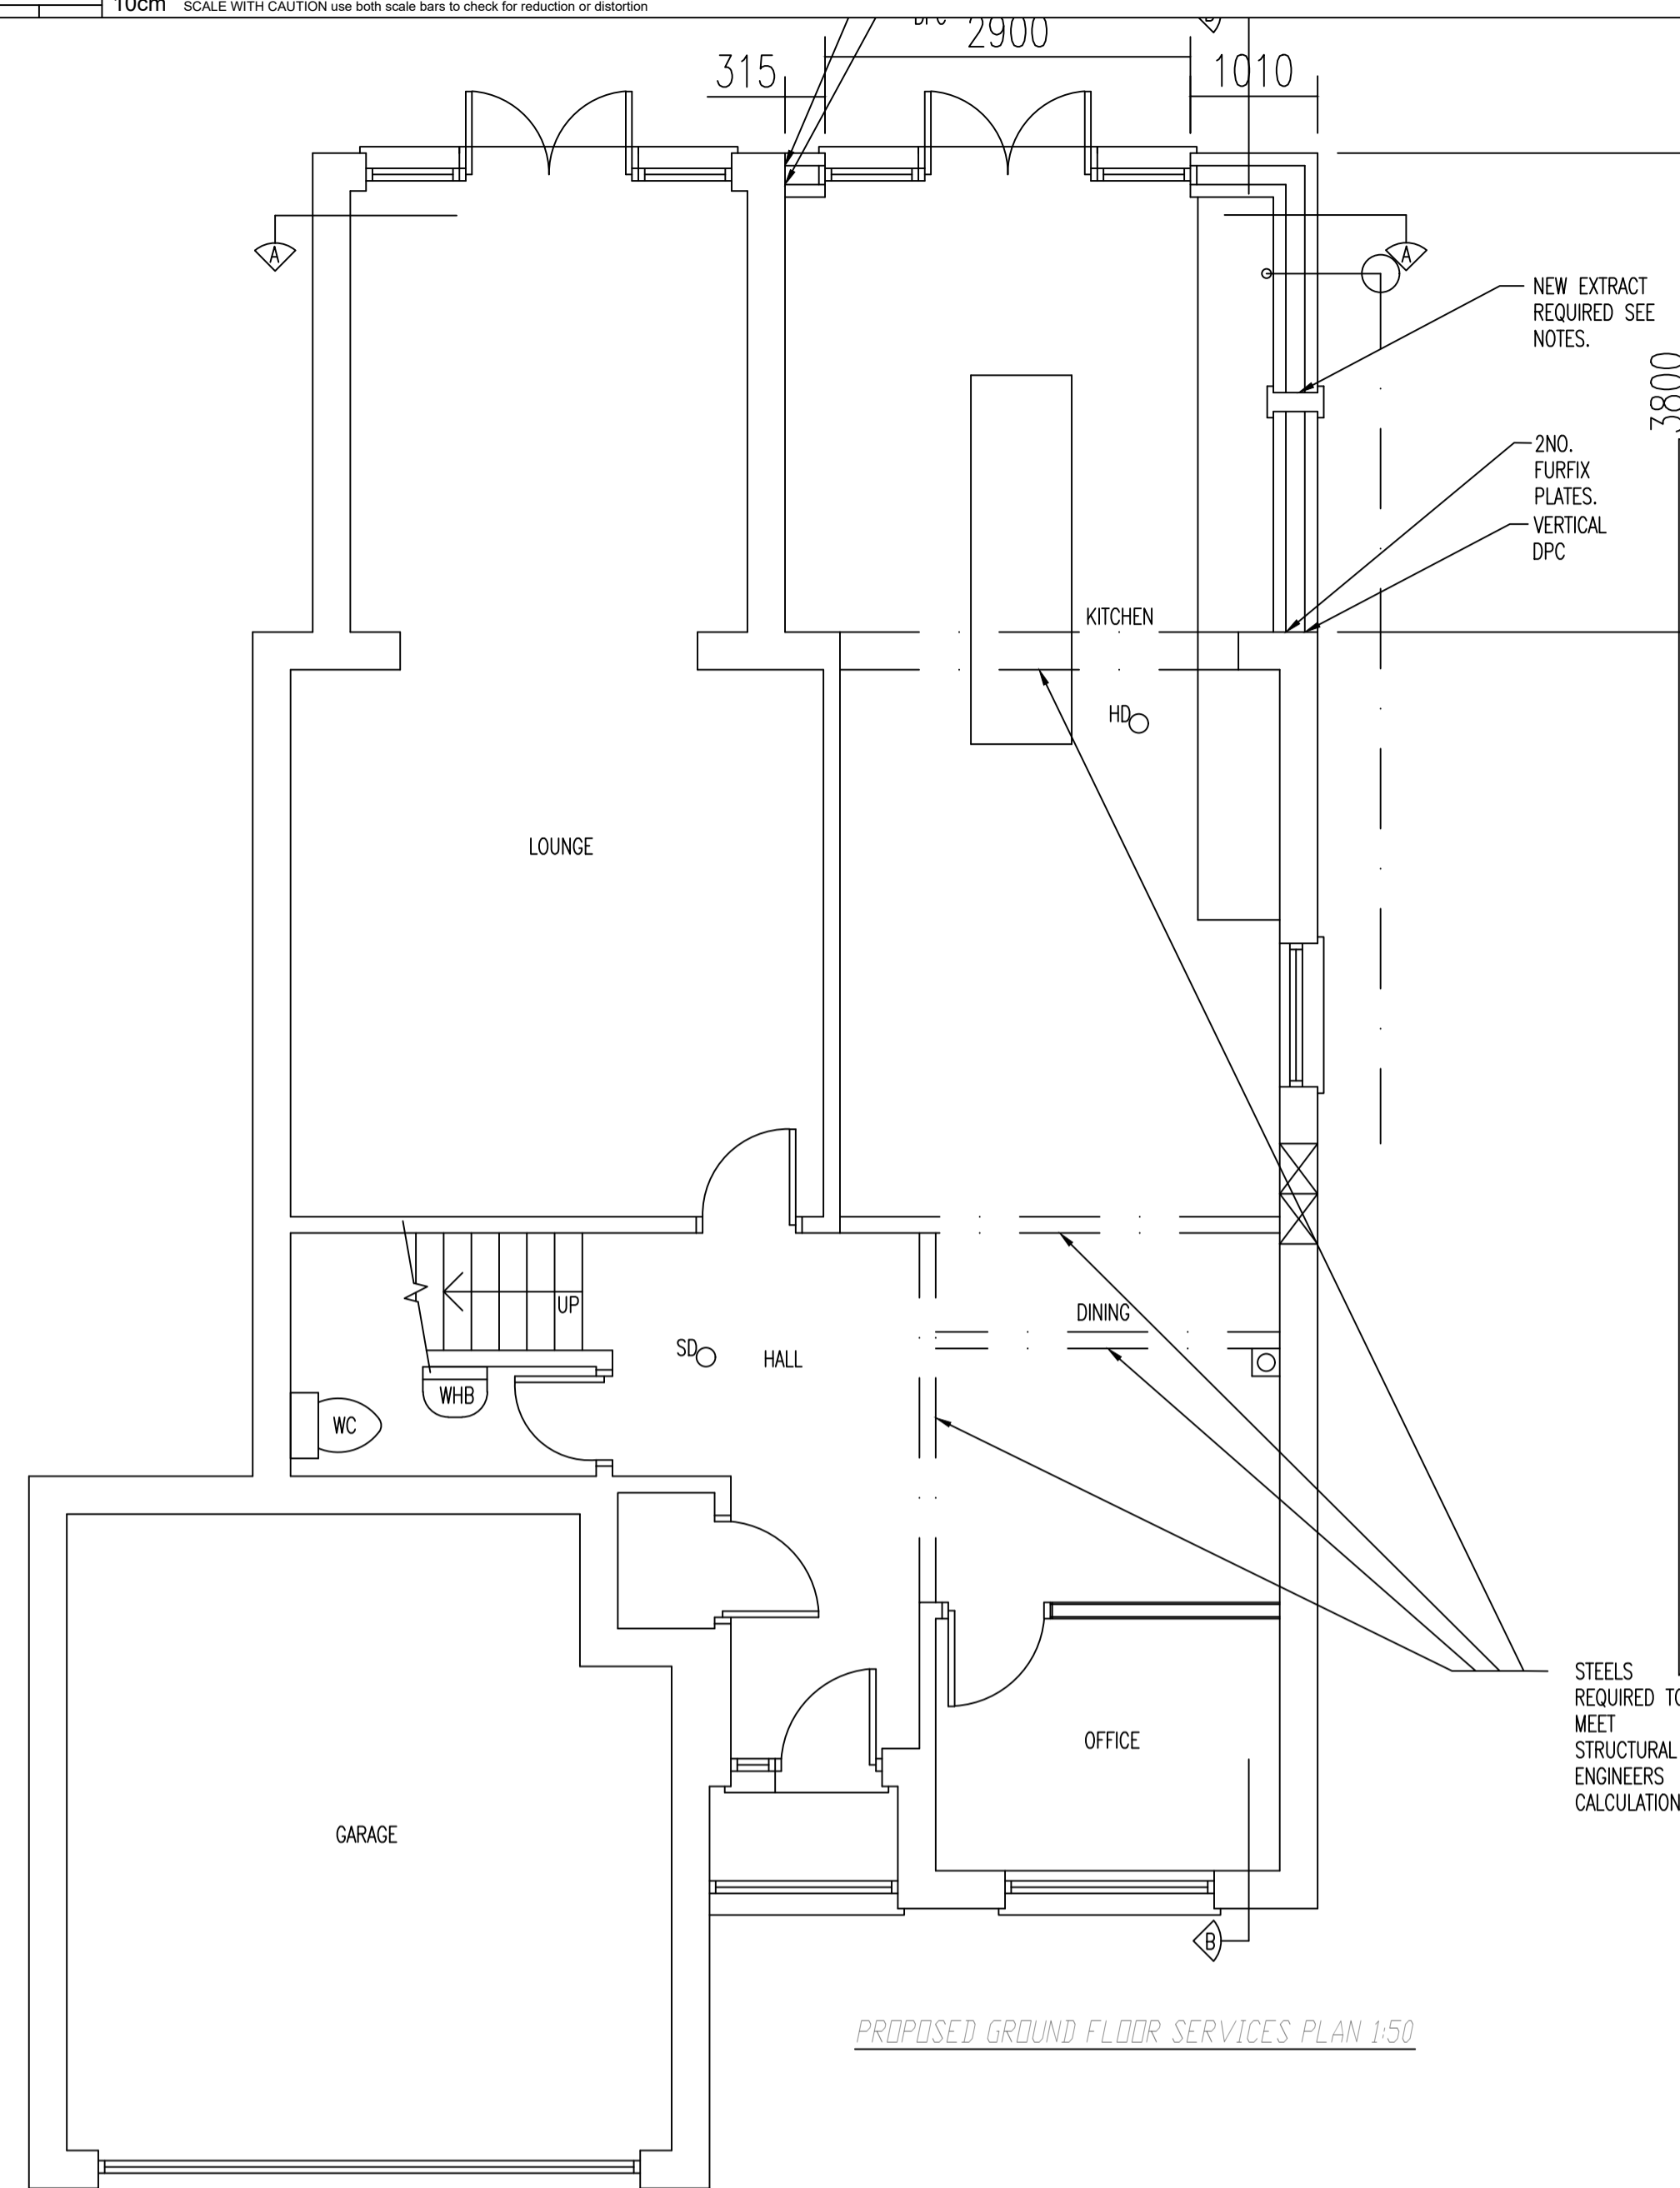 10cm SCALE WITH CAUTION use both scale bars to check for reduction or distortion
DPC
2900
315
1010
A
A
NEW EXTRACT
REQUIRED SEE
NOTES.
3800
2NO.
FURFIX
PLATES.
VERTICAL
DPC
KITCHEN
HD
LOUNGE
UP
DINING
SD
HALL
WHB
WC
STEELS
REQUIRED TO
MEET
STRUCTURAL
ENGINEERS
CALCULATION
OFFICE
GARAGE
B
PROPOSED GROUND FLOOR SERVICES PLAN 1:50